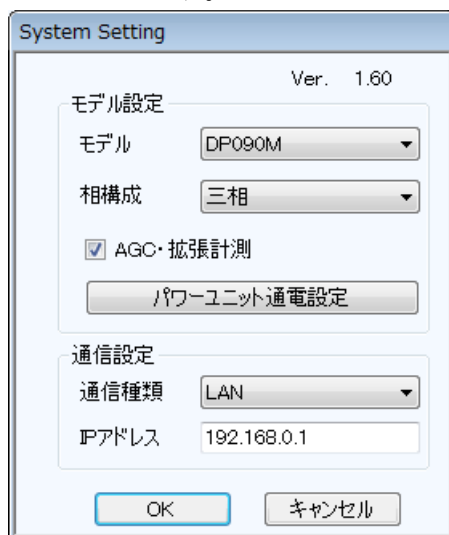 System Setting
Ver. 1.60
モデル設定
モデル DP090M
相構成 三相
AGC・拡張計測
パワーユニット通電設定
通信設定
通信種類 LAN
IPアドレス 192.168.0.1
OK キャンセル